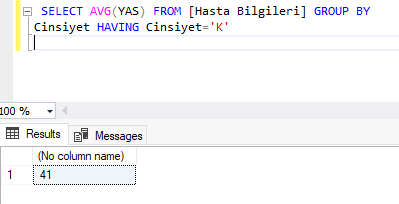 SELECT AVG(YAS) FROM [Hasta Bilgileri] GROUP BY
Cinsiyet HAVING Cinsiyet='K'
100 %
Results
Messages
(No column name)
1 41